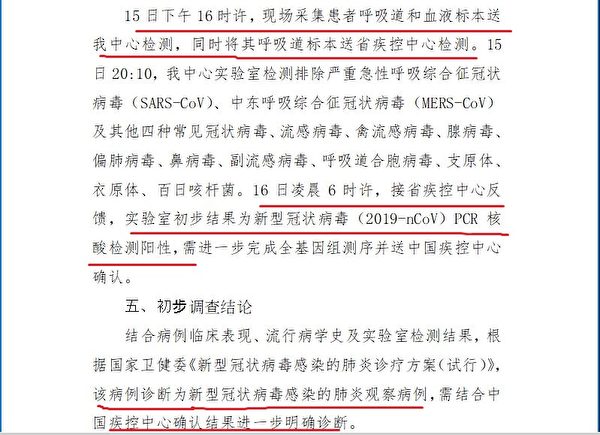 15日下午16时许，现场采集患者呼吸道和血液标本送
我中心检测，同时将其呼吸道标本送省疾控中心检测。15
日20:10，我中心实验室检测排除严重急性呼吸综合征冠状
病毒（SARS-CoV）、中东呼吸综合征冠状病毒（MERS-CoV）
及其他四种常见冠状病毒、流感病毒、禽流感病毒、腺病毒、
偏肺病毒、鼻病毒、副流感病毒、呼吸道合胞病毒、支原体、
衣原体、百日咳杆菌。16日凌晨6时许，接省疾控中心反
馈，实验室初步结果为新型冠状病毒（2019-nCoV）PCR 核
酸检测阳性，需进一步完成全基因组测序并送中国疾控中心
确认。
五、初步调查结论
结合病例临床表现、流行病学史及实验室检测结果，根
据国家卫健委《新型冠状病毒感染的肺炎诊疗方案（试行）》，
该病例诊断为新型冠状病毒感染的肺炎观察病例，需结合中
国疾控中心确认结果进一步明确诊断。